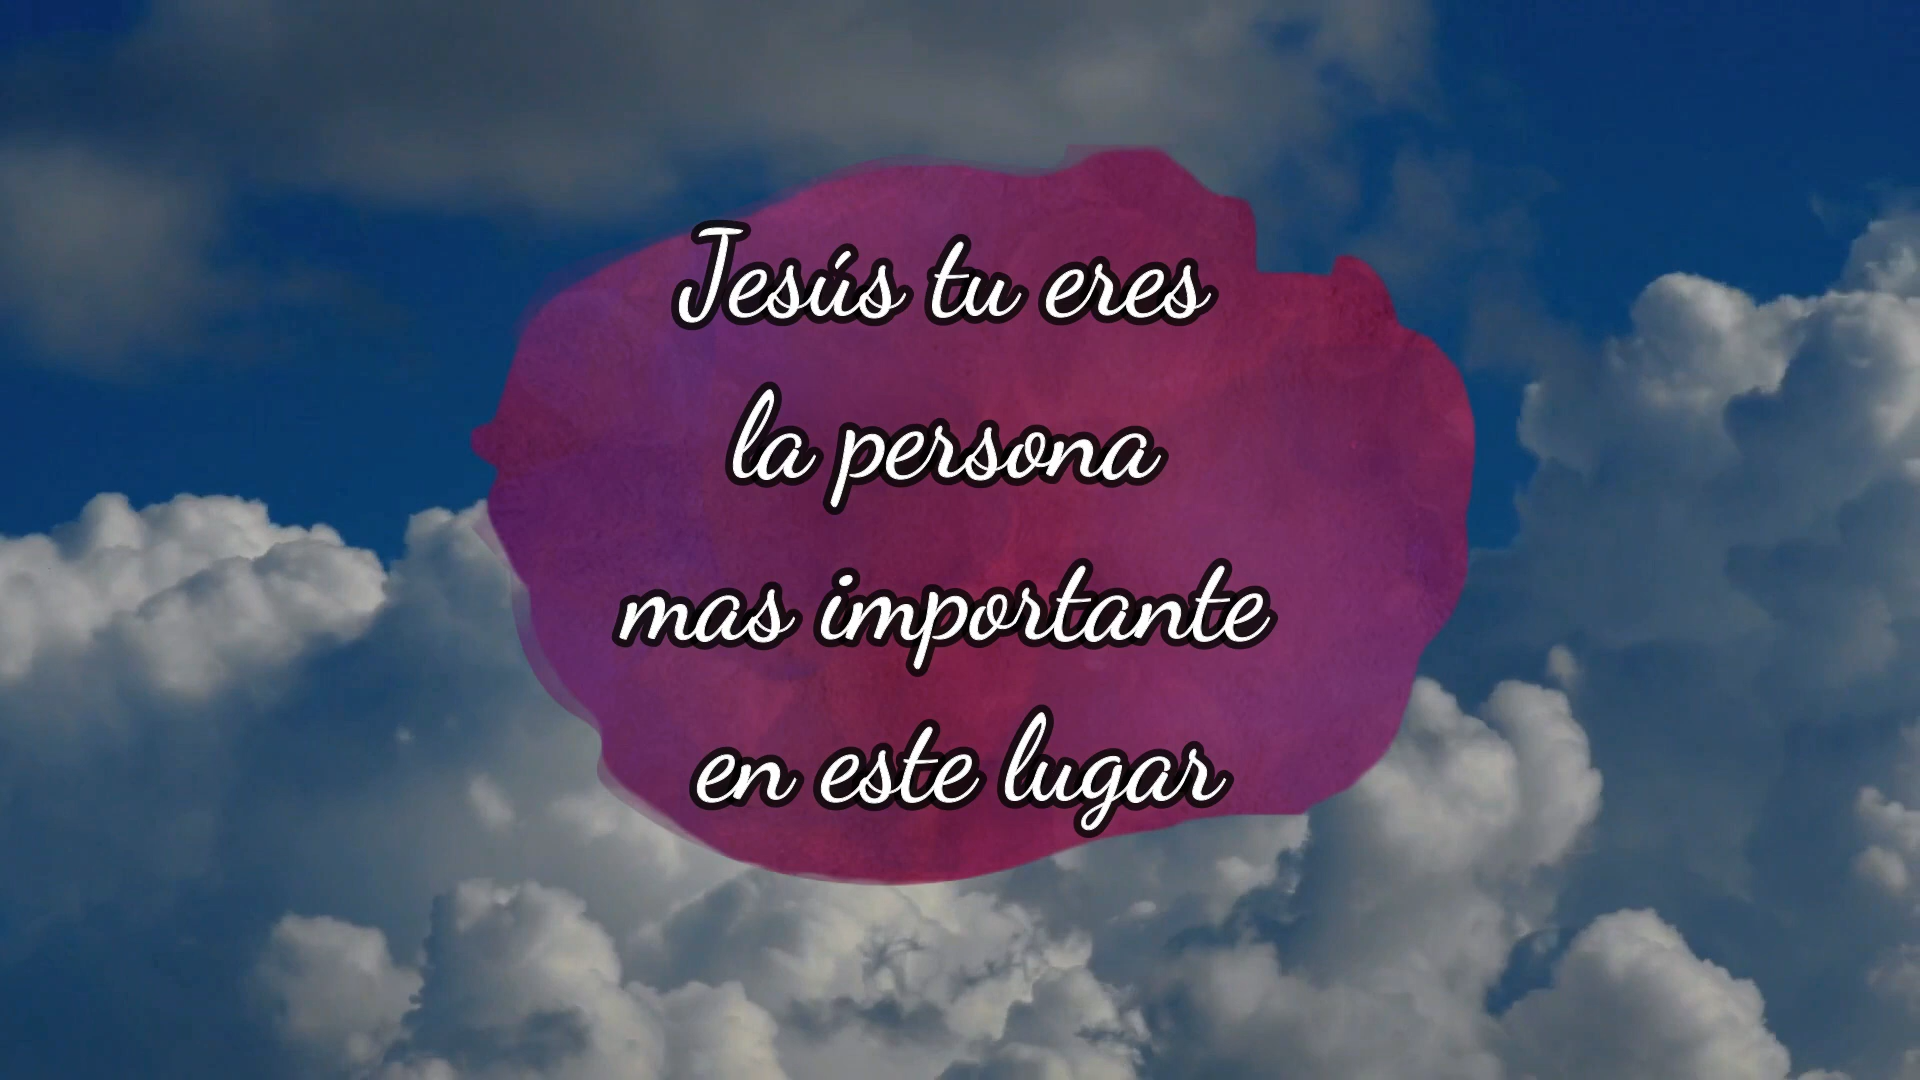 Jesús tu eres
la persona
mas importante
en este lugar